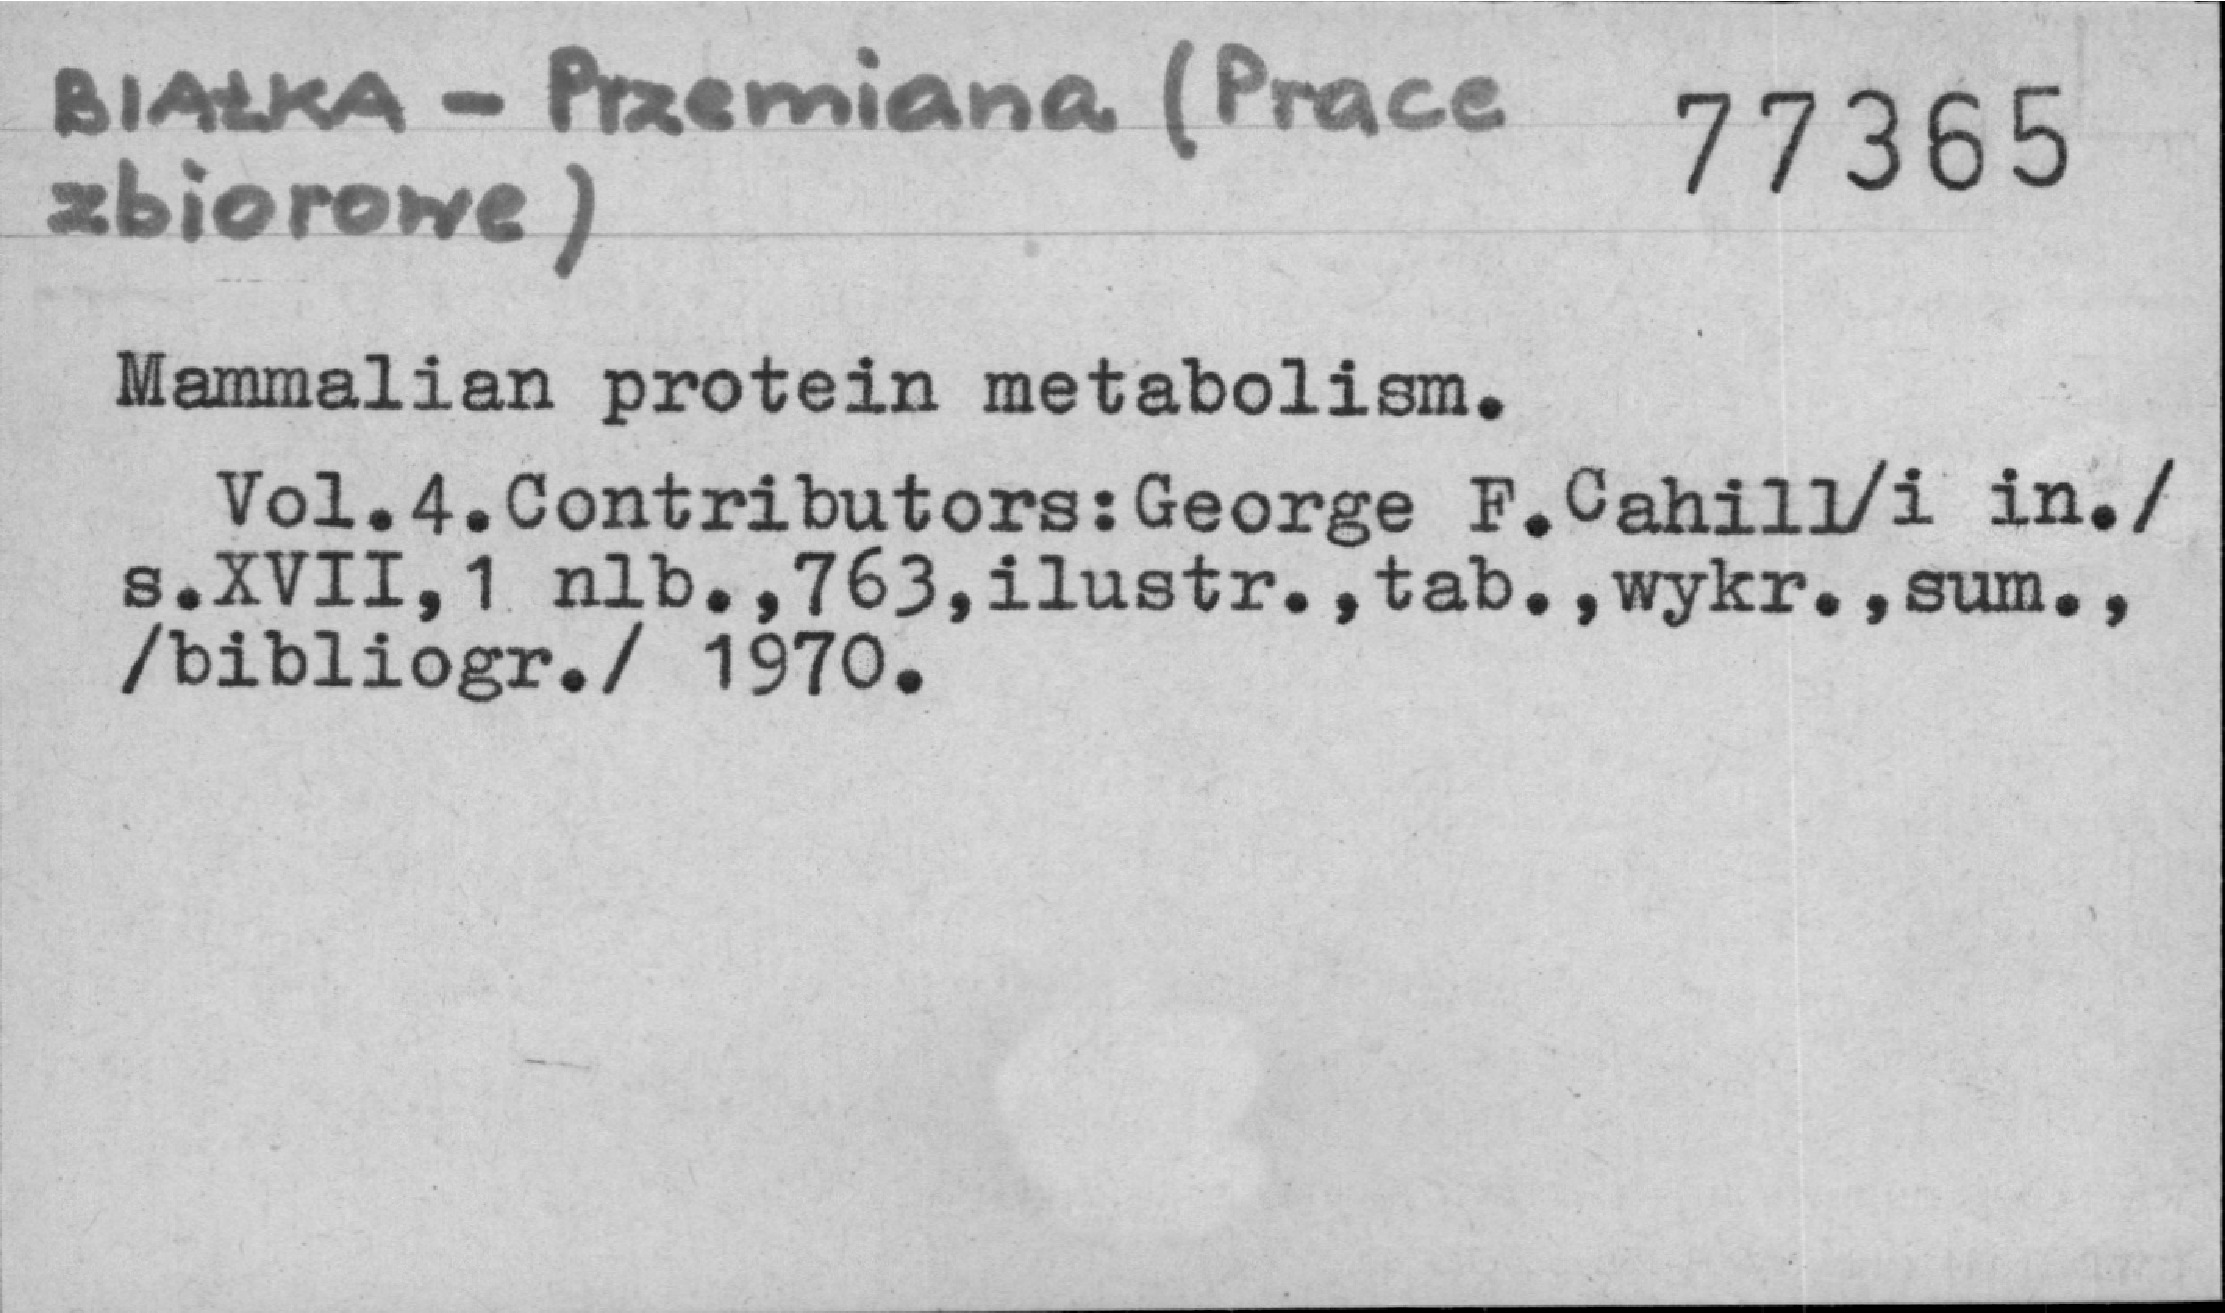 BIAŁKA - Przemiana (Prace
zbiorowe)
77365
Mammalian protein metabolism.
Vol.4.Contributors:George F.Cahill/i in./
s.XVII,1 nlb.,763,ilustr.,tab.,wykr.,sum.,
/bibliogr./ 1970.